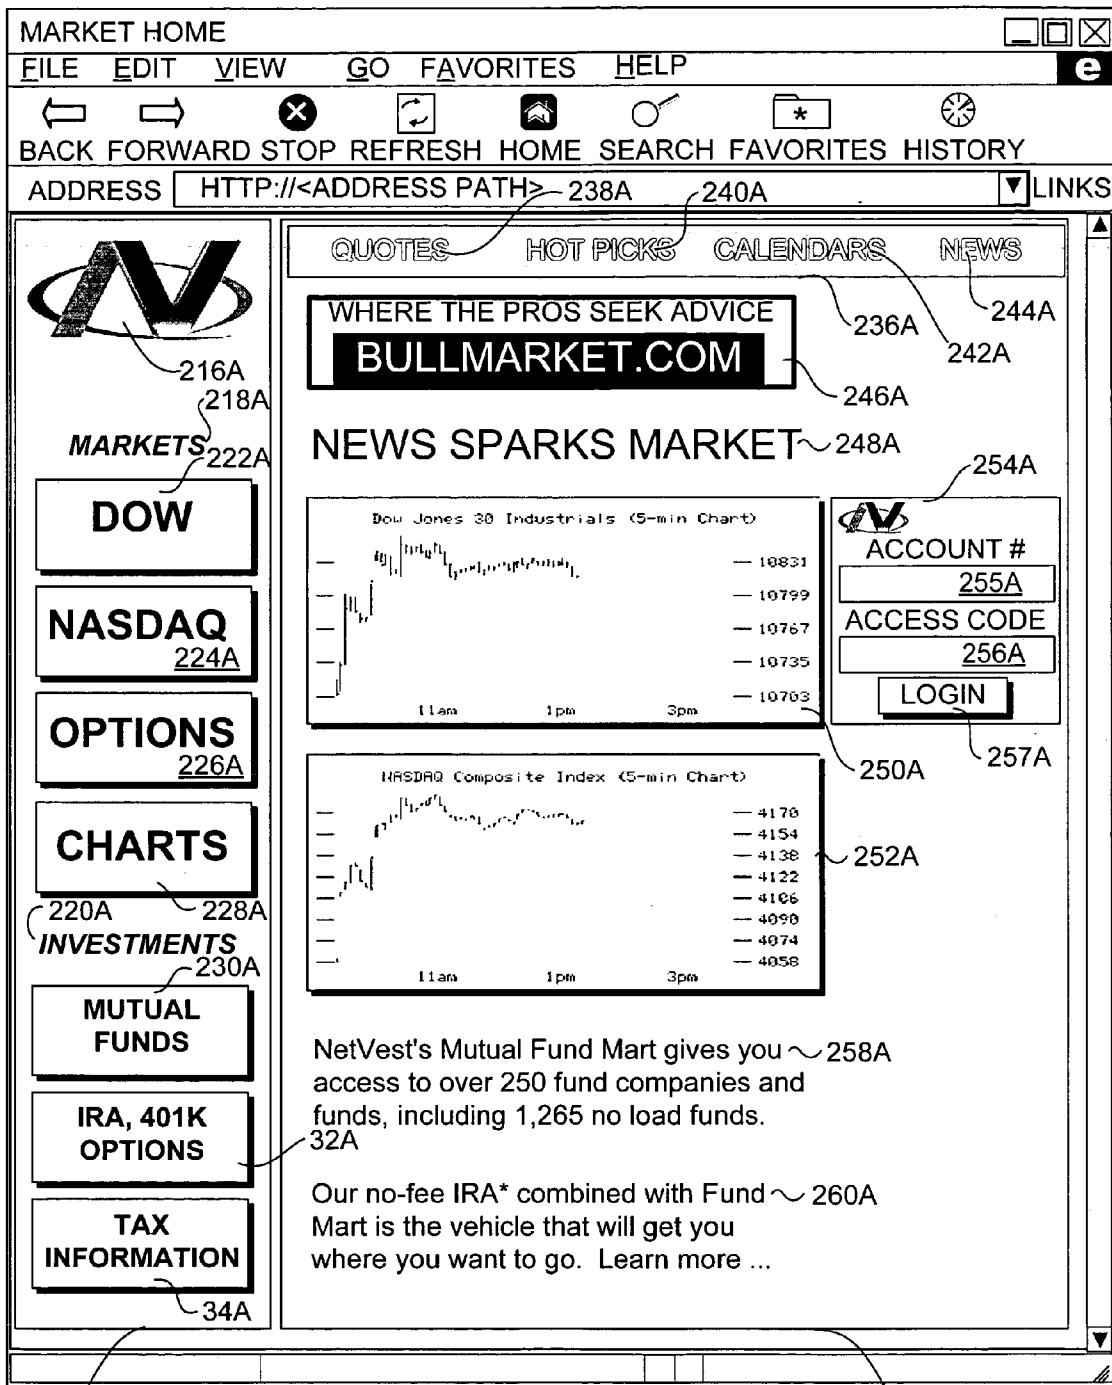 MARKET HOME
FILE EDIT VIEW GO FAVORITES HELP
e
BACK FORWARD STOP REFRESH HOME SEARCH FAVORITES HISTORY
ADDRESS HTTP://<ADDRESS PATH> 238A 240A LINKS
QUOTES HOT PICKS CALENDARS NEWS
236A 242A 244A
WHERE THE PROS SEEK ADVICE
BULLMARKET.COM
246A
216A
218A
MARKETS
222A
DOW
NASDAQ
224A
OPTIONS
226A
CHARTS
220A 228A
INVESTMENTS
230A
MUTUAL
FUNDS
IRA, 401K
OPTIONS
32A
TAX
INFORMATION
34A
NEWS SPARKS MARKET 248A
Dow Jones 30 Industrials (5-min Chart)
10831
10799
10767
10735
10703
11am 1pm 3pm
250A
254A
ACCOUNT #
255A
ACCESS CODE
256A
LOGIN
257A
NASDAQ Composite Index (5-min Chart)
4170
4154
4138
4122
4106
4090
4074
4058
11am 1pm 3pm
252A
NetVest's Mutual Fund Mart gives you 258A
access to over 250 fund companies and
funds, including 1,265 no load funds.
Our no-fee IRA* combined with Fund 260A
Mart is the vehicle that will get you
where you want to go. Learn more ...